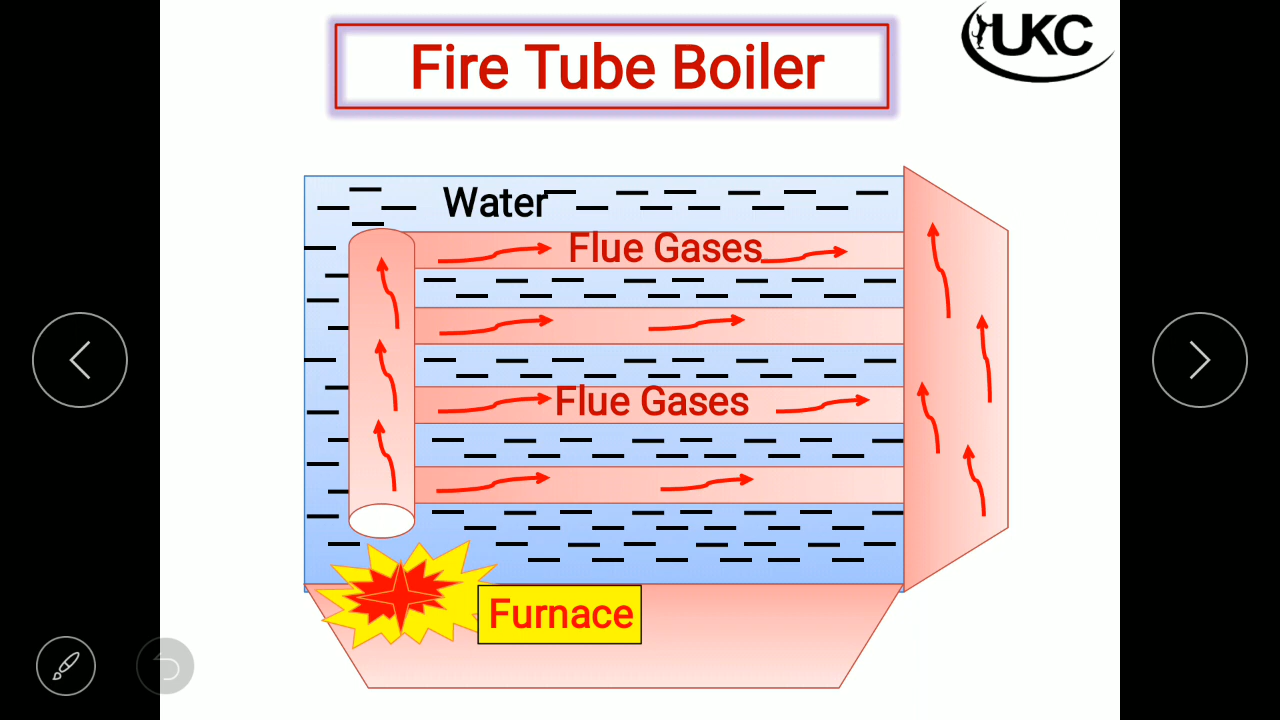 Fire Tube Boiler
UKC
Water
Flue Gases
Flue Gases
Furnace